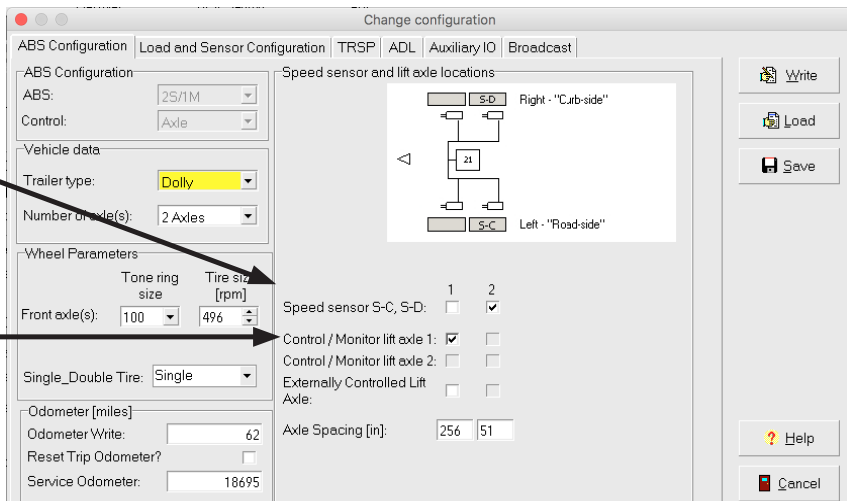 Change configuration
ABS Configuration Load and Sensor Configuration TRSP ADL Auxiliary IO Broadcast
ABS Configuration
ABS: 2S/1M
Control: Axle
Vehicle data
Trailer type: Dolly
Number of axle(s): 2 Axles
Wheel Parameters
Tone ring size Tire size [rpm]
Front axle(s): 100 496
Single_Double Tire: Single
Odometer [miles]
Odometer Write: 62
Reset Trip Odometer?
Service Odometer: 18695
Speed sensor and lift axle locations
S-D Right - "Curb-side"
21
S-C Left - "Road-side"
1 2
Speed sensor S-C, S-D:
Control / Monitor lift axle 1:
Control / Monitor lift axle 2:
Externally Controlled Lift
Axle:
Axle Spacing [in]: 256 51
Write
Load
Save
? Help
Cancel